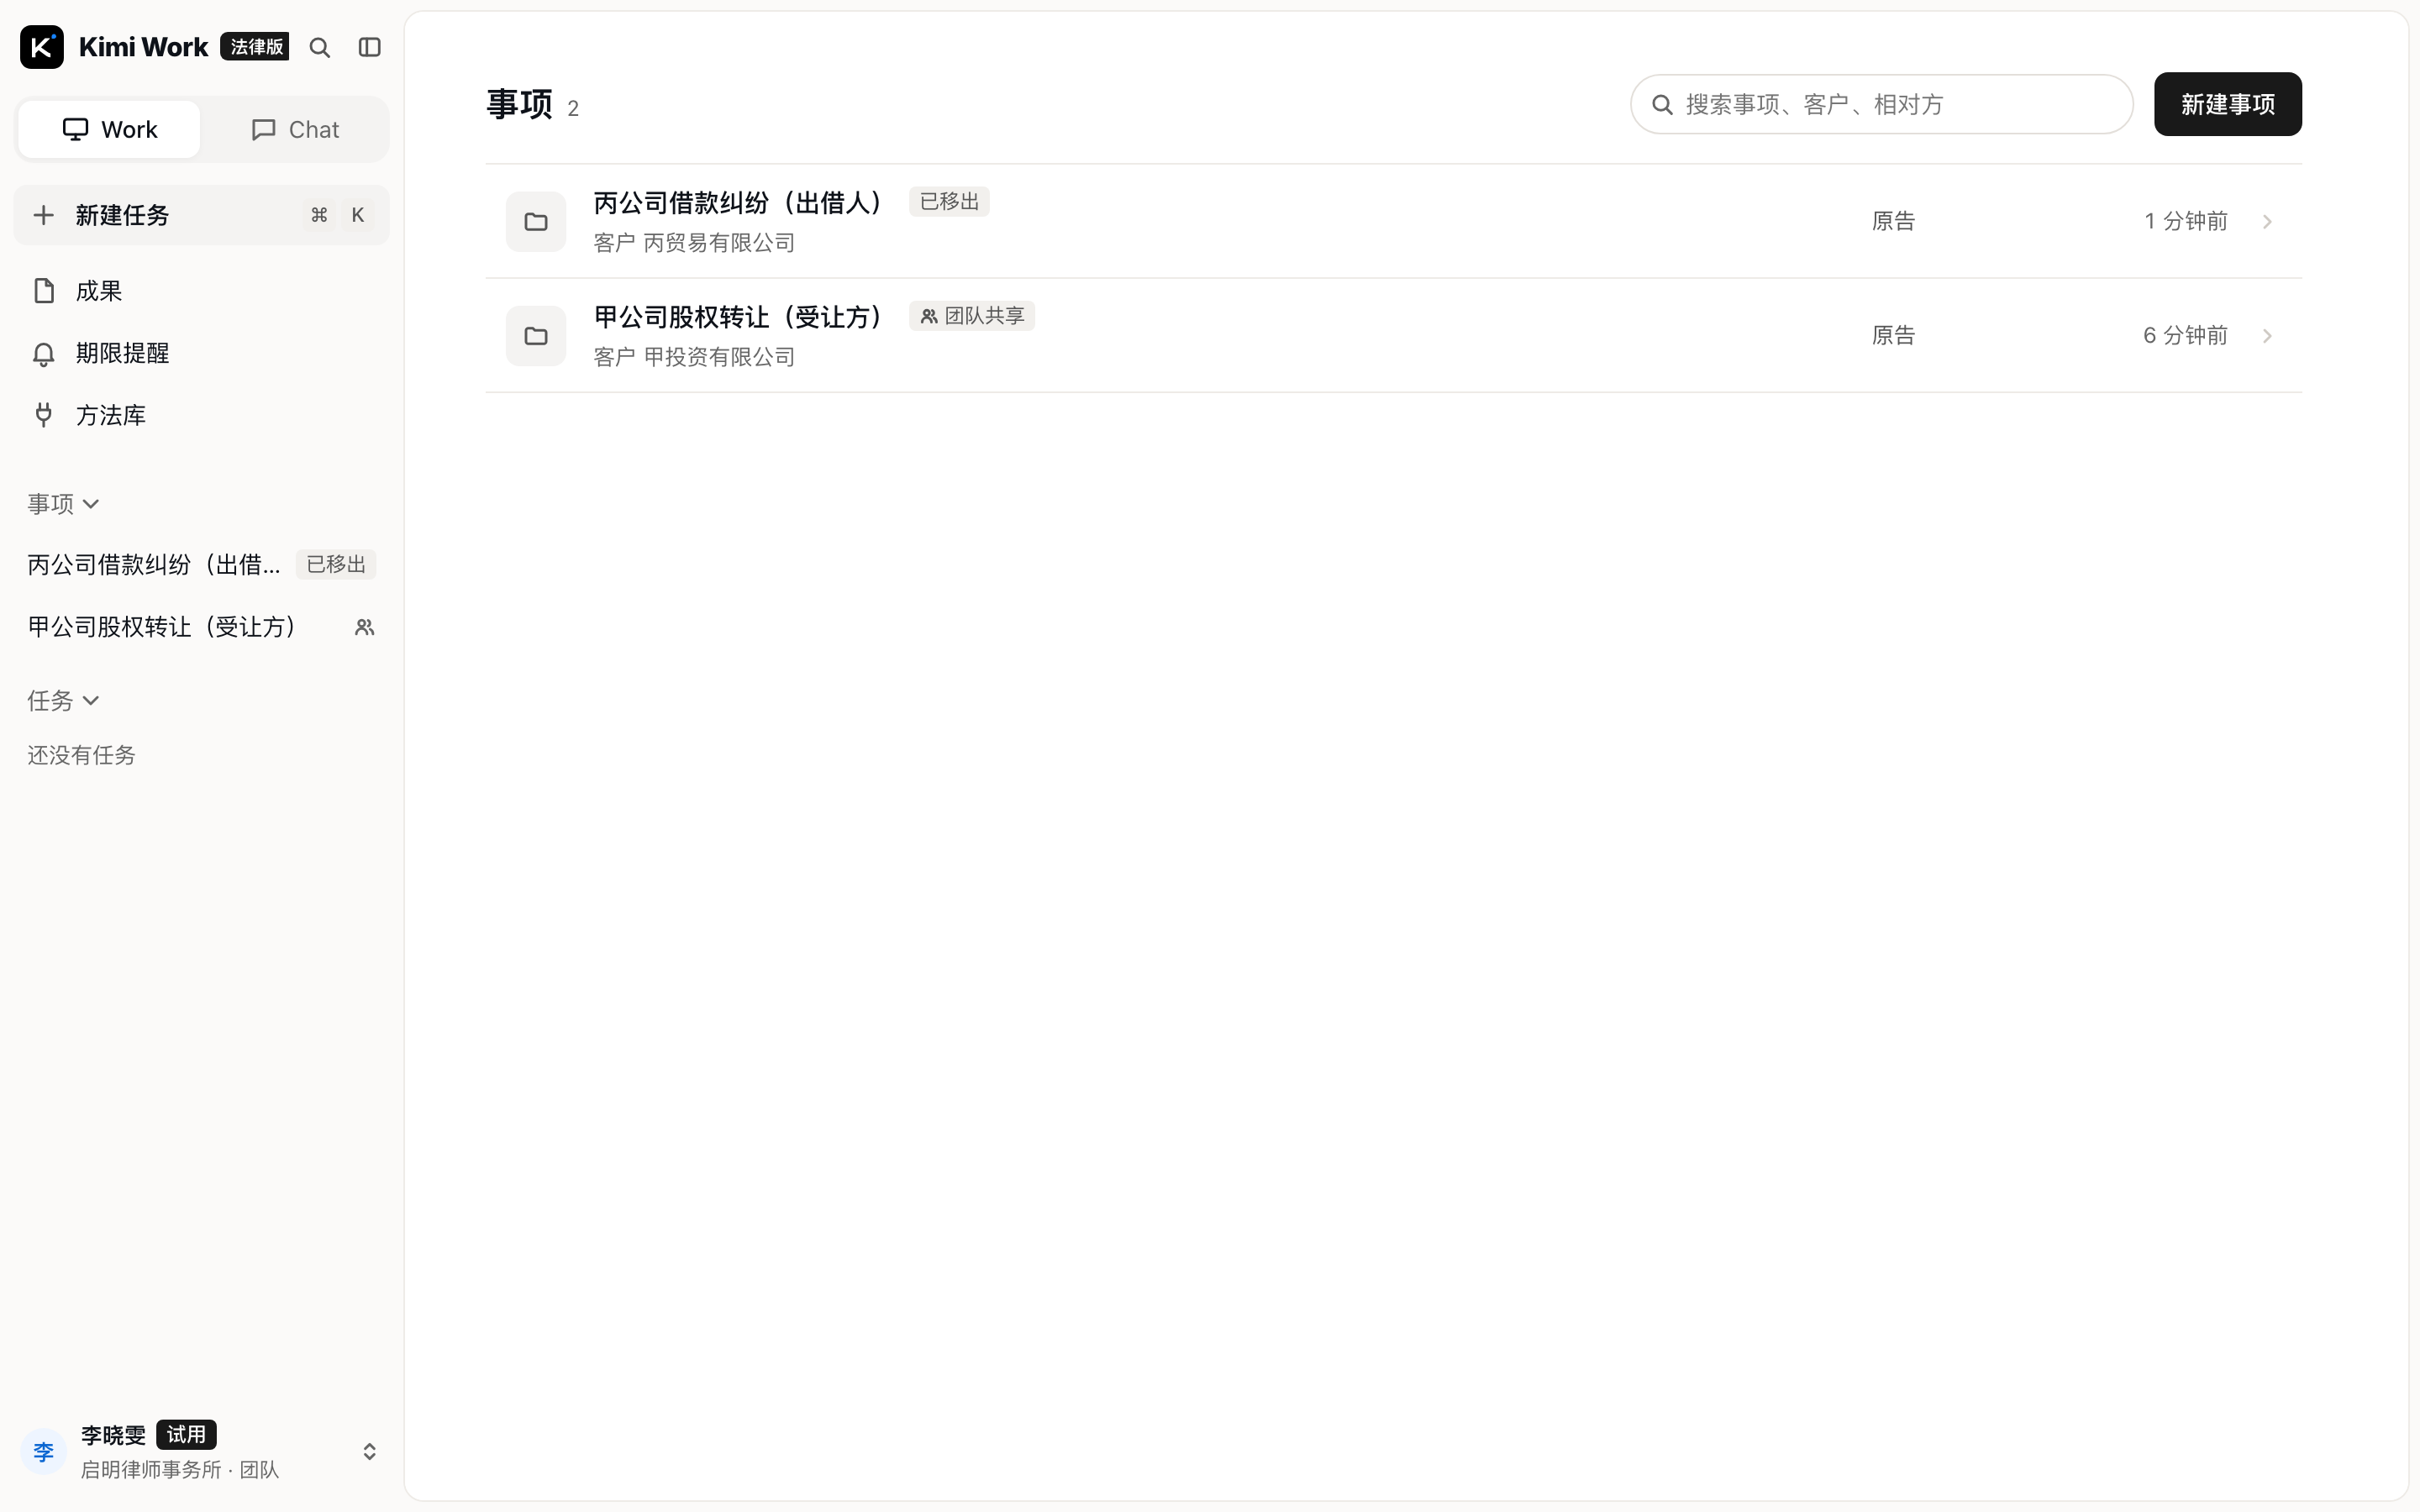 Kimi Work 法律版
Work
Chat
新建任务 ⌘ K
成果
期限提醒
方法库
事项
丙公司借款纠纷（出借... 已移出
甲公司股权转让（受让方）
任务
还没有任务
李 李晓雯 试用
启明律师事务所 · 团队
事项 2
搜索事项、客户、相对方
新建事项
丙公司借款纠纷（出借人） 已移出
客户 丙贸易有限公司
原告
1 分钟前
甲公司股权转让（受让方） 团队共享
客户 甲投资有限公司
原告
6 分钟前